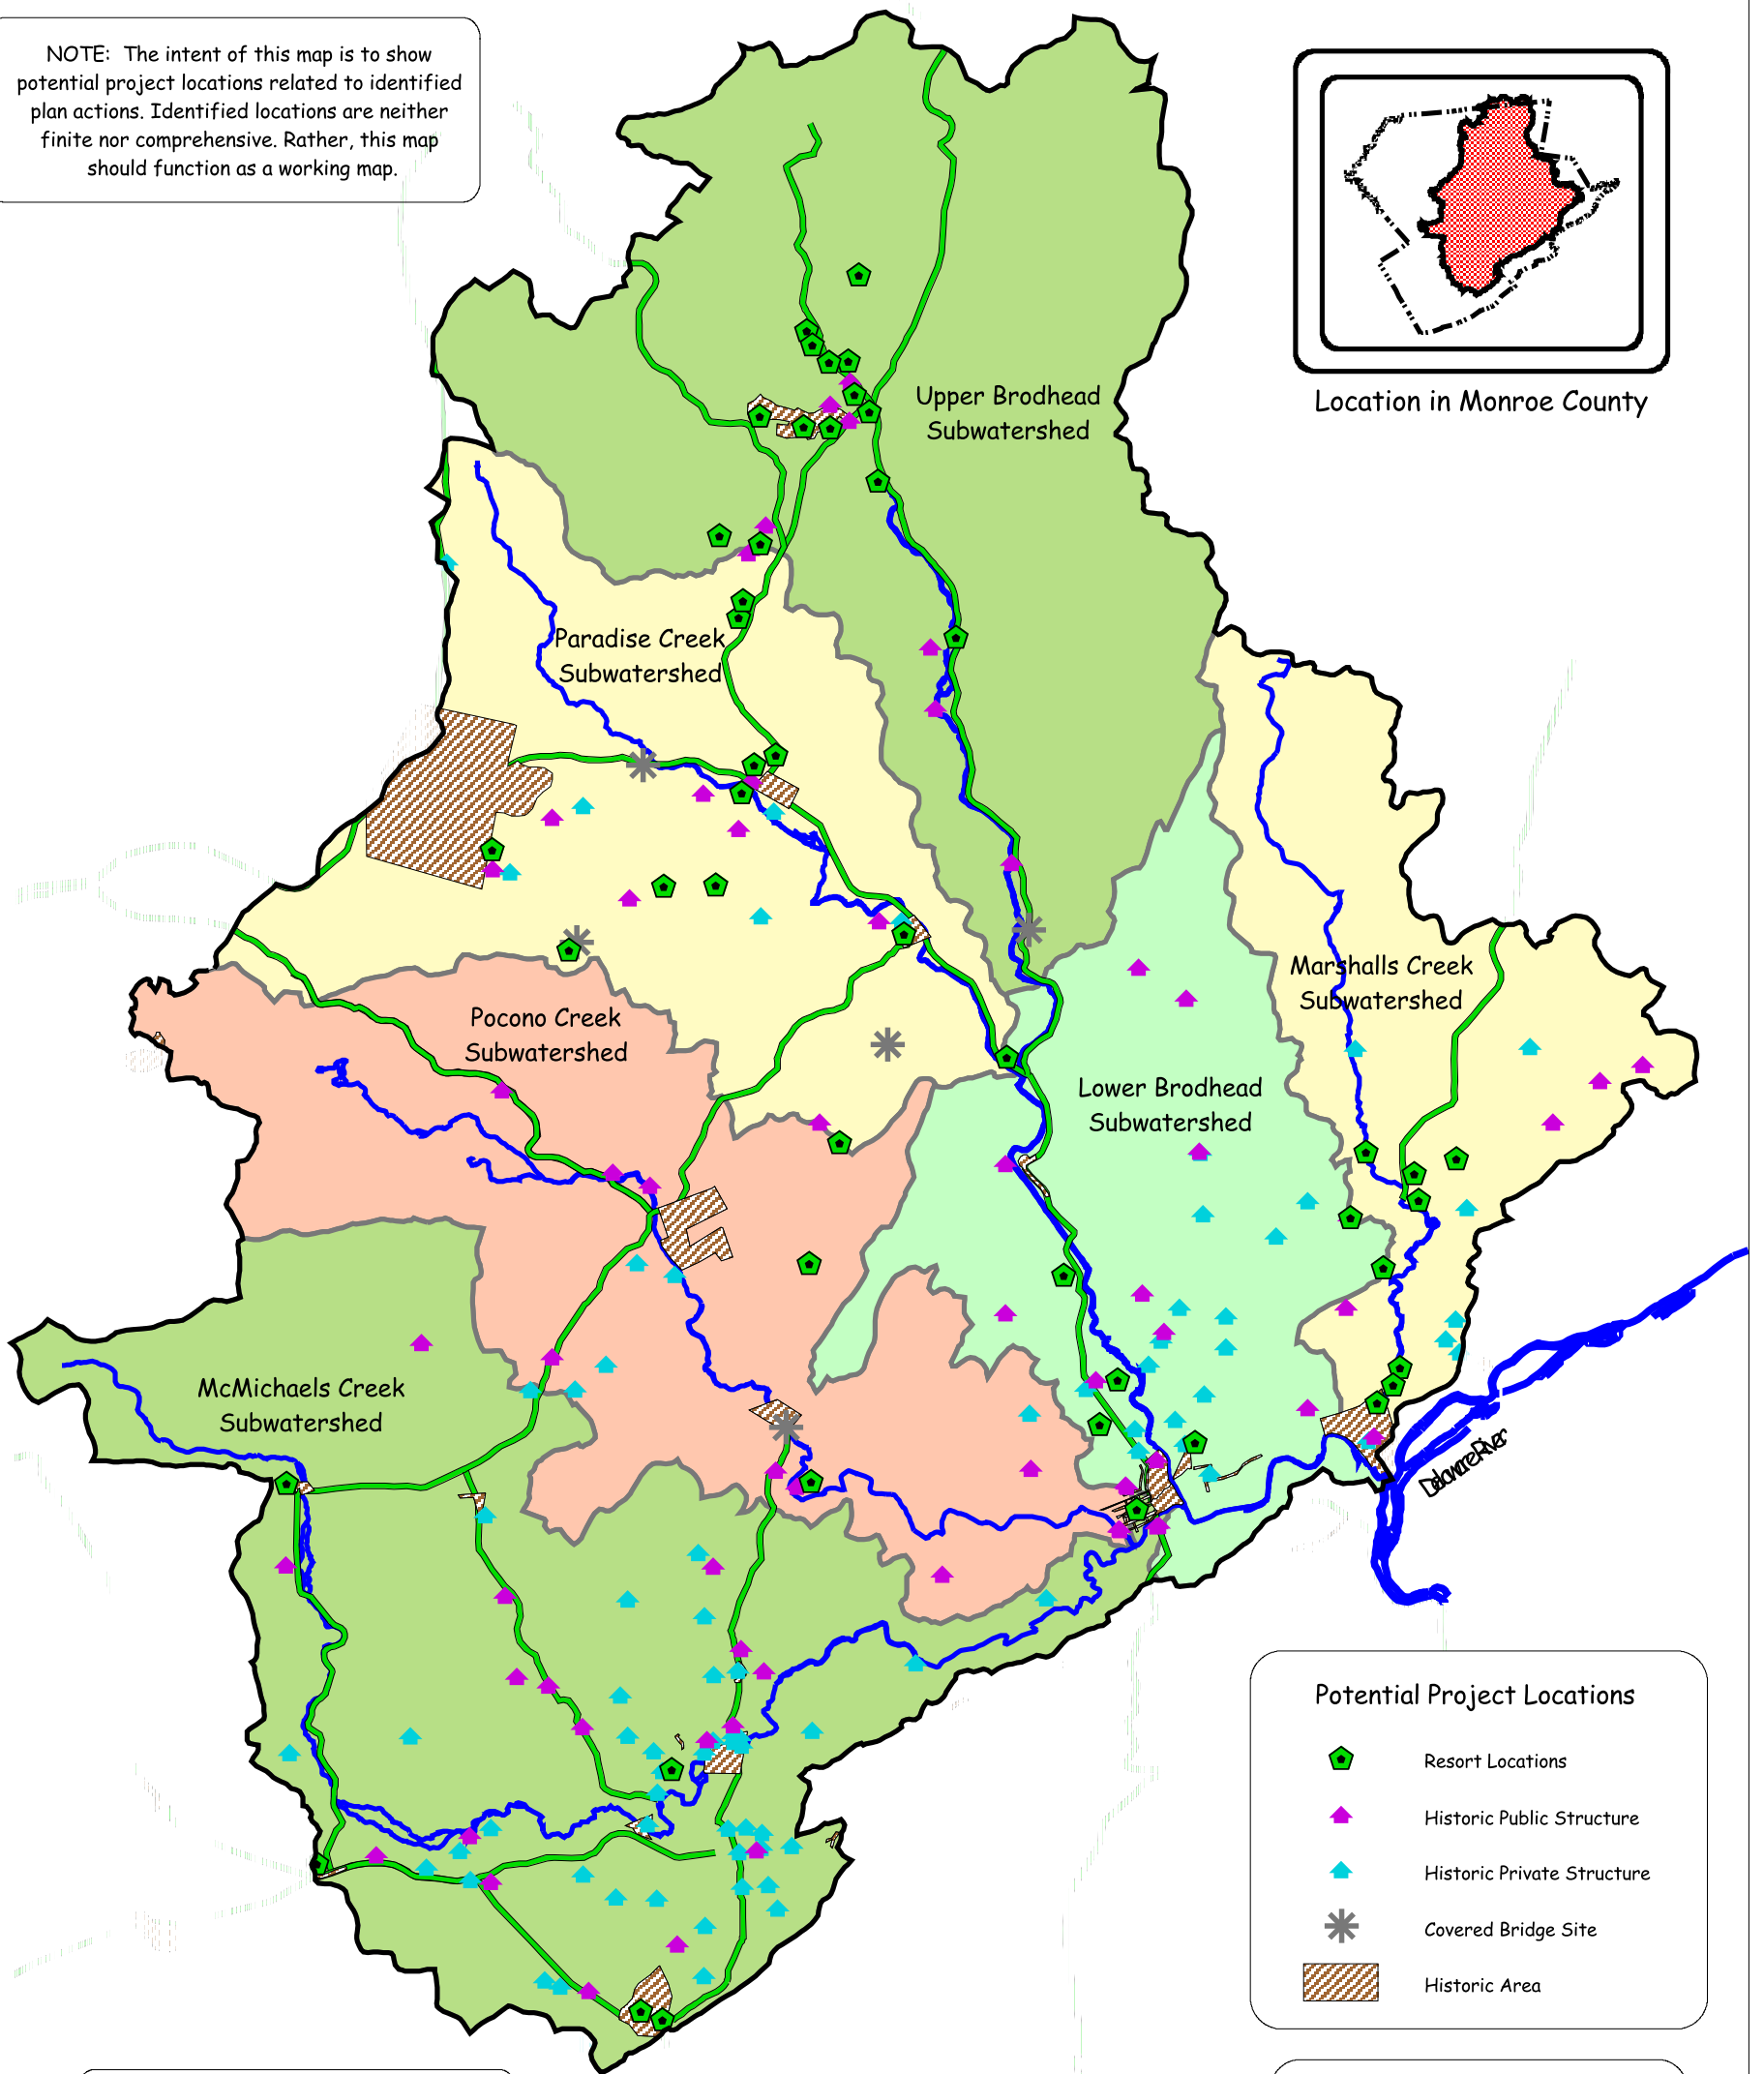 NOTE:  The intent of this map is to show
potential project locations related to identified
plan actions. Identified locations are neither
finite nor comprehensive. Rather, this map
should function as a working map.
Location in Monroe County
Upper Brodhead
Subwatershed
Paradise Creek
Subwatershed
Marshalls Creek
Subwatershed
Pocono Creek
Subwatershed
Lower Brodhead
Subwatershed
McMichaels Creek
Subwatershed
Delaware River
Potential Project Locations
Resort Locations
Historic Public Structure
Historic Private Structure
Covered Bridge Site
Historic Area